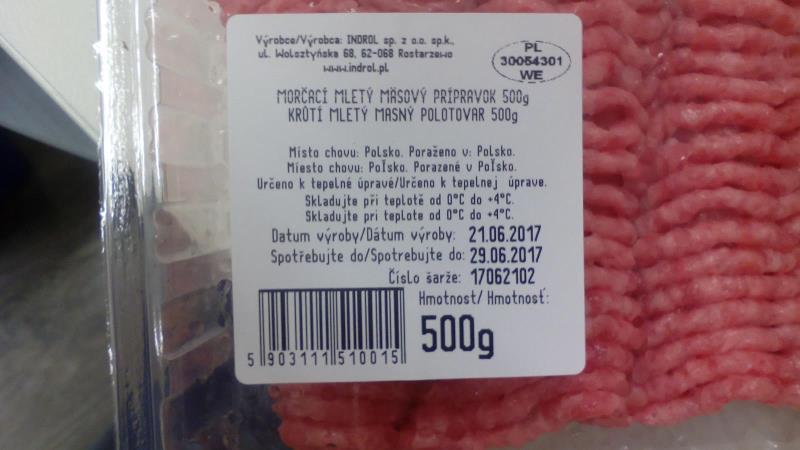 Výrobce/Výrobca: INDROL sp. z o.o. sp.k.,
ul. Wolsztyńska 68, 62-068 Rostarzewo
www.indrol.pl
PL
30054301
WE
MORČACÍ MLETÝ MÄSOVÝ PRÍPRAVOK 500g
KRŮTÍ MLETÝ MASNÝ POLOTOVAR 500g
Místo chovu: Polsko. Poraženo v: Polsko.
Miesto chovu: Poľsko. Porazené v Poľsko.
Určeno k tepelné úpravé/Určeno k tepelnej úprave.
Skladujte při teplotě od 0°C do +4°C.
Skladujte pri teplote od 0°C do +4°C.
Datum výroby/Dátum výroby: 21.06.2017
Spotřebujte do/Spotrebujte do: 29.06.2017
Číslo šarže: 17062102
Hmotnost/ Hmotnosť:
500g
5 903111 510015